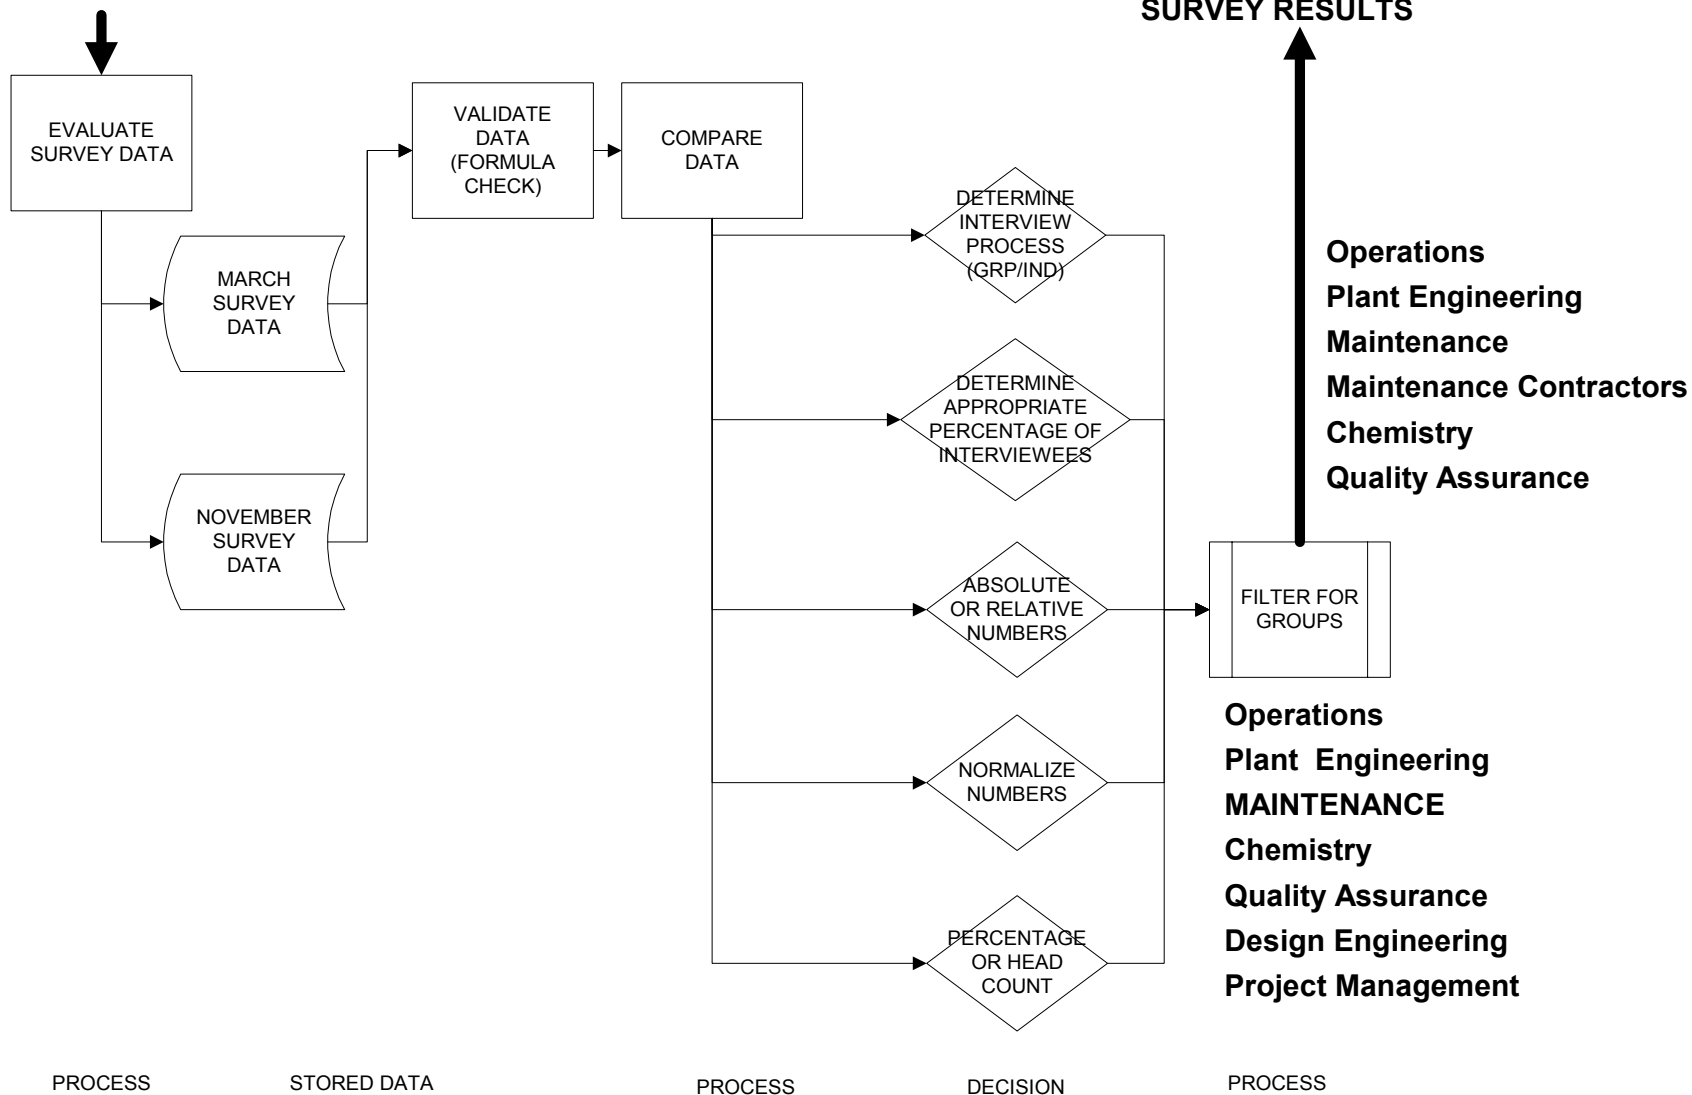 SURVEY RESULTS
EVALUATE
SURVEY DATA
MARCH
SURVEY
DATA
NOVEMBER
SURVEY
DATA
VALIDATE
DATA
(FORMULA
CHECK)
COMPARE
DATA
DETERMINE
INTERVIEW
PROCESS
(GRP/IND)
DETERMINE
APPROPRIATE
PERCENTAGE OF
INTERVIEWEES
ABSOLUTE
OR RELATIVE
NUMBERS
NORMALIZE
NUMBERS
PERCENTAGE
OR HEAD
COUNT
Operations
Plant Engineering
Maintenance
Maintenance Contractors
Chemistry
Quality Assurance
FILTER FOR
GROUPS
Operations
Plant  Engineering
MAINTENANCE
Chemistry
Quality Assurance
Design Engineering
Project Management
PROCESS
STORED DATA
PROCESS
DECISION
PROCESS